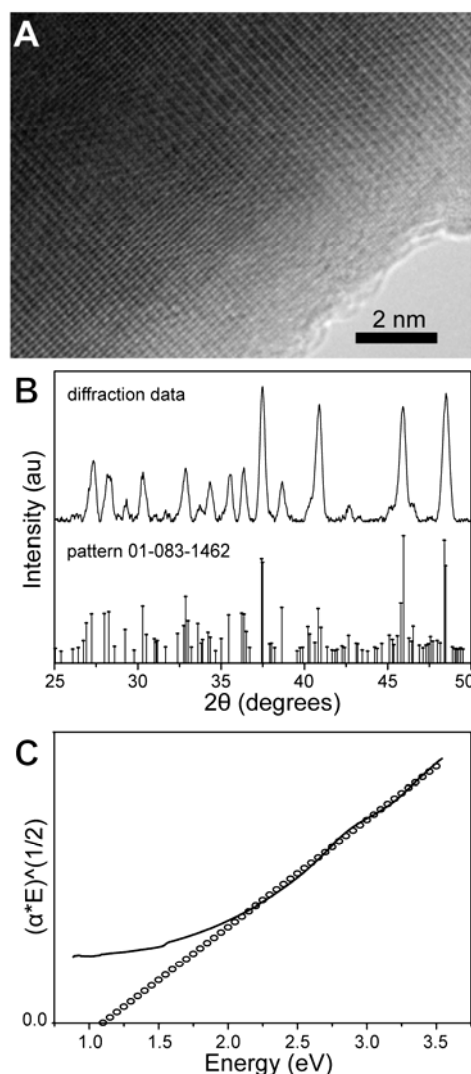 A
2 nm
B
diffraction data
pattern 01-083-1462
Intensity (au)
25 30 35 40 45 50
2θ (degrees)
C
(α*E)^(1/2)
0.0
1.0 1.5 2.0 2.5 3.0 3.5
Energy (eV)